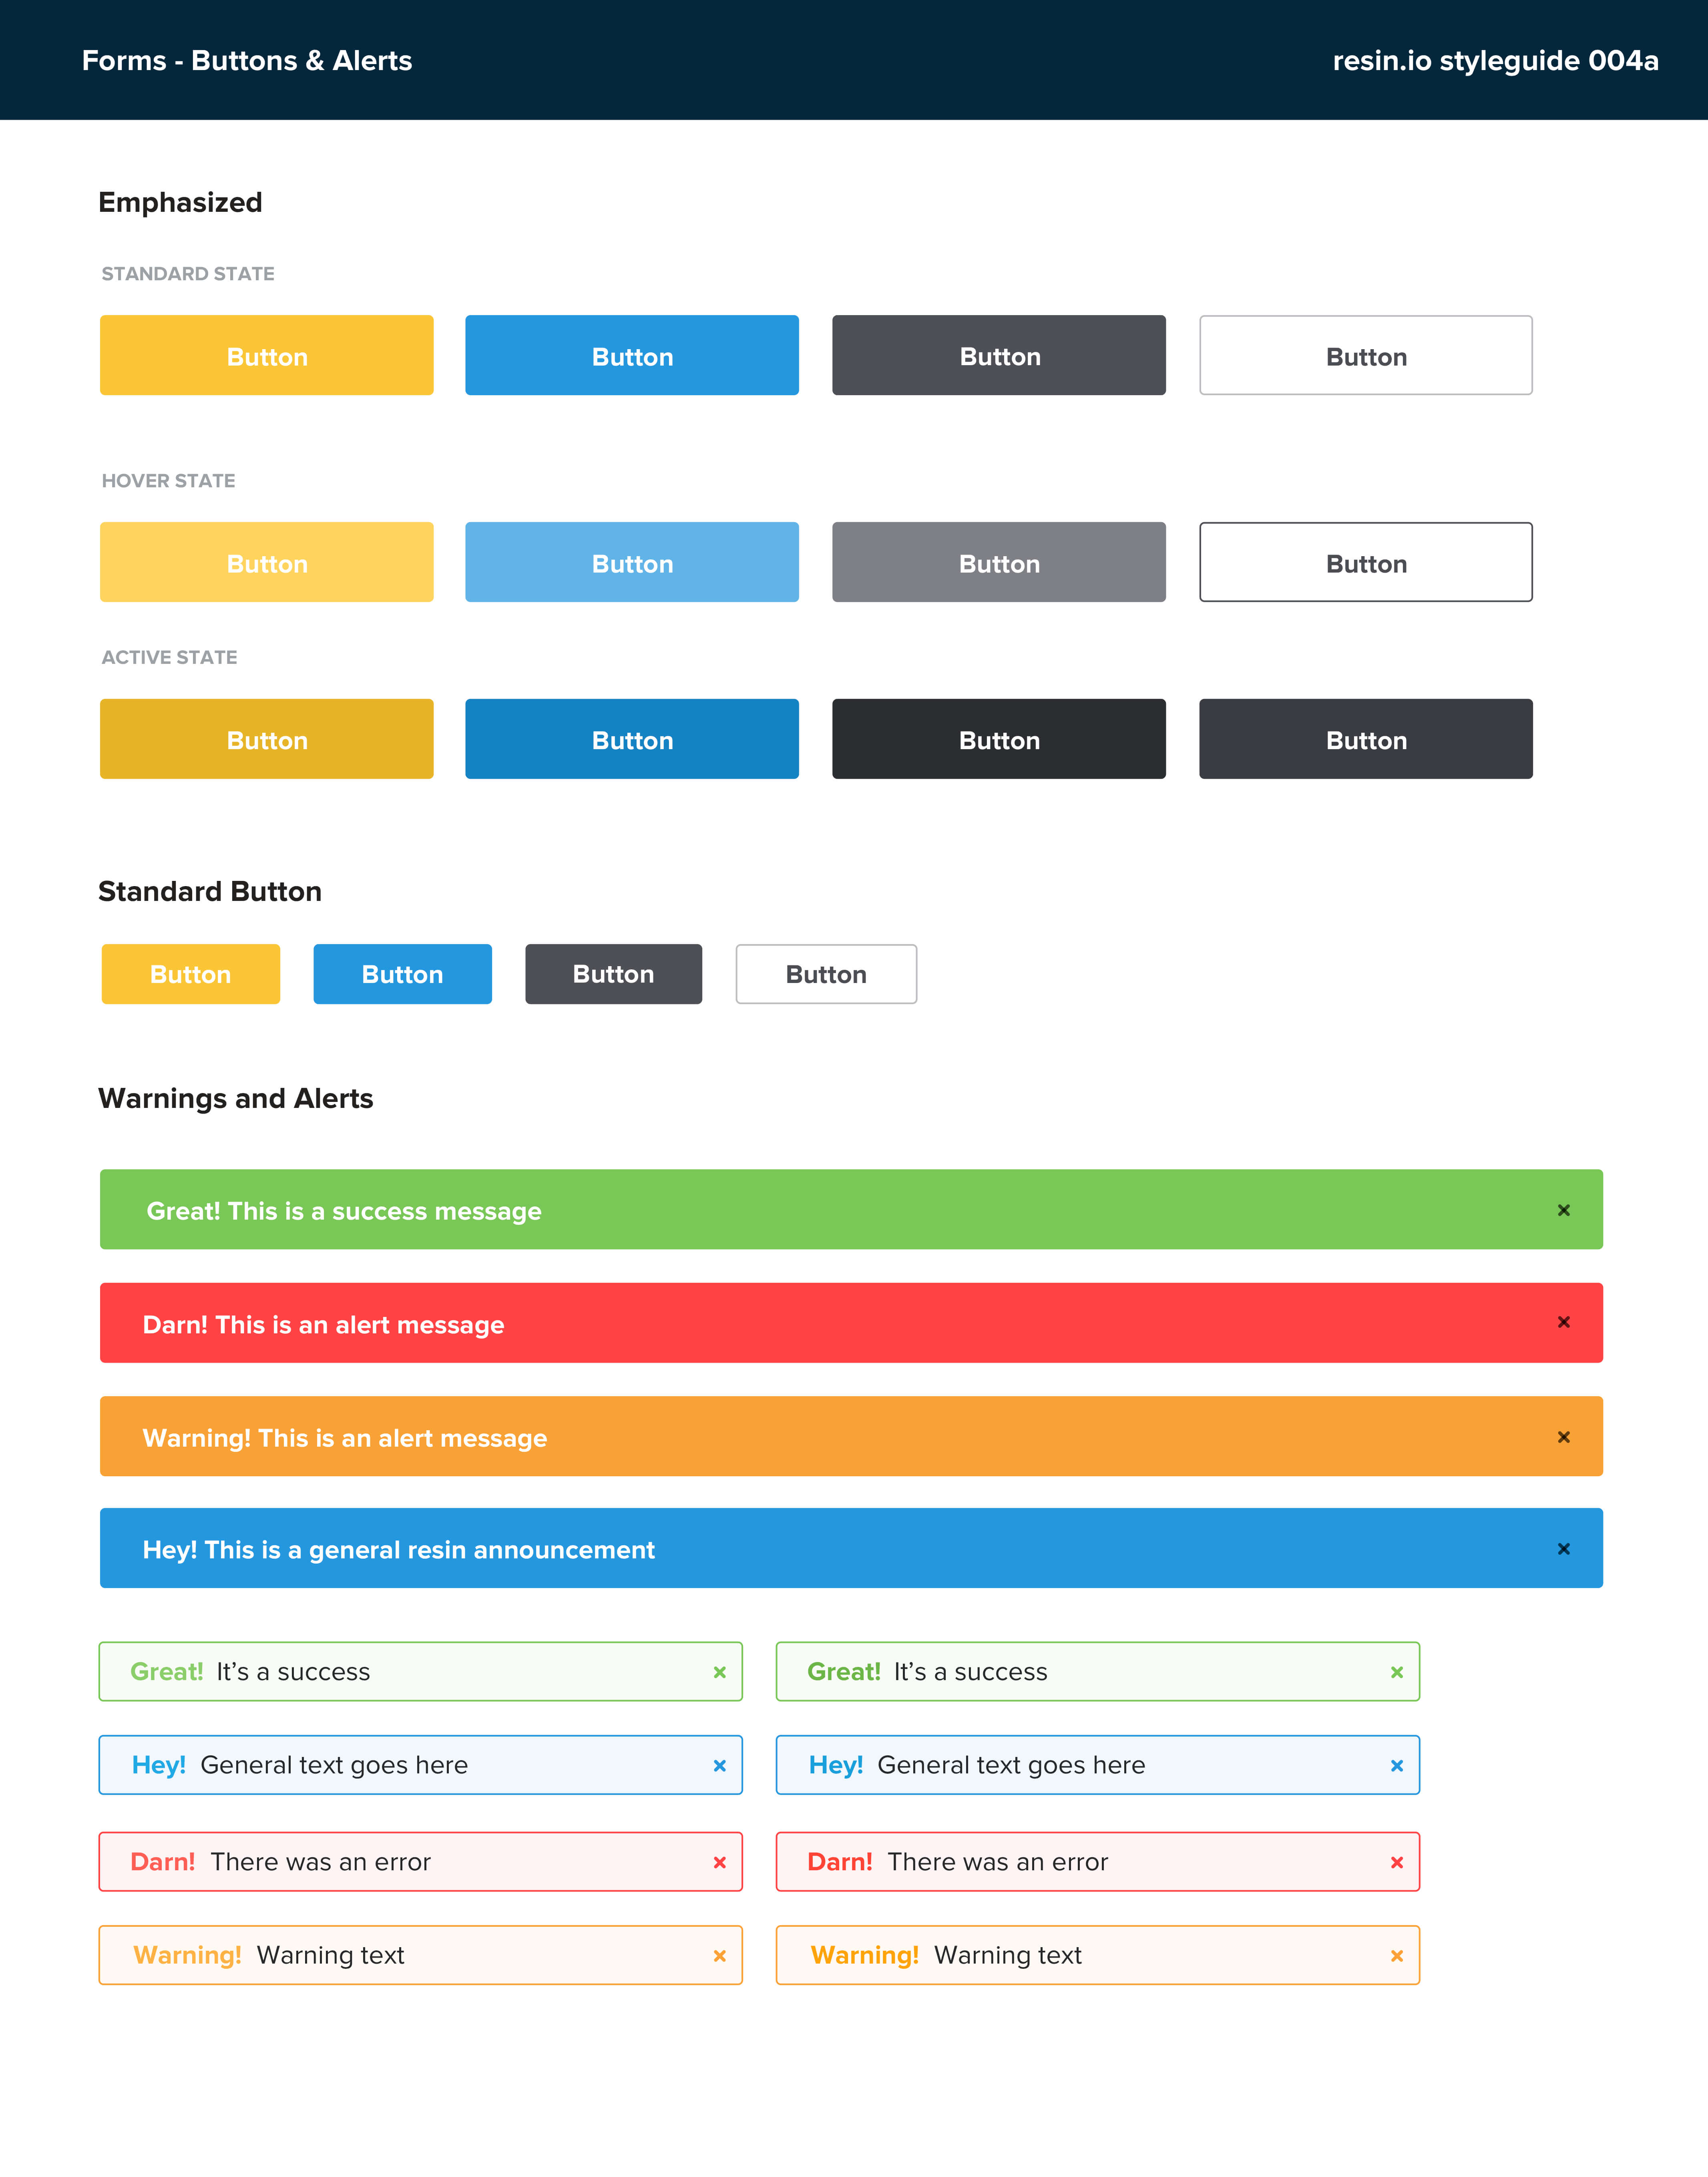 Forms - Buttons & Alerts
resin.io styleguide 004a
Emphasized
STANDARD STATE
Button Button Button Button
HOVER STATE
Button Button Button Button
ACTIVE STATE
Button Button Button Button
Standard Button
Button Button Button Button
Warnings and Alerts
Great! This is a success message ×
Darn! This is an alert message ×
Warning! This is an alert message ×
Hey! This is a general resin announcement ×
Great! It’s a success × Great! It’s a success ×
Hey! General text goes here × Hey! General text goes here ×
Darn! There was an error × Darn! There was an error ×
Warning! Warning text × Warning! Warning text ×